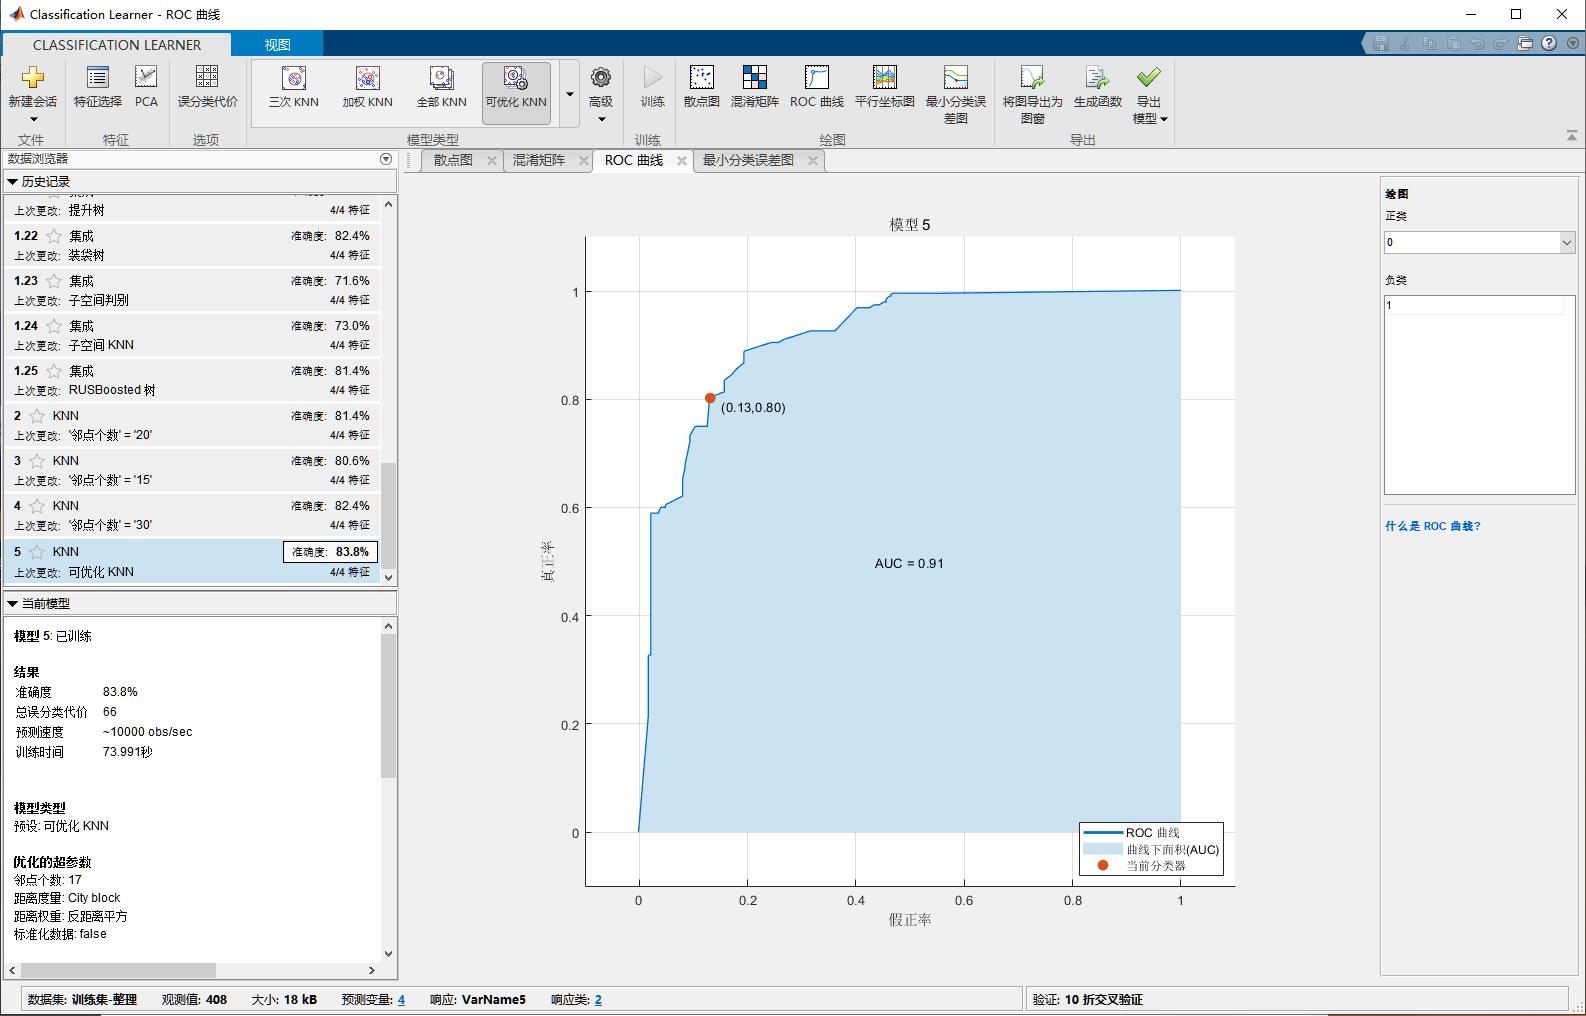 Classification Learner - ROC 曲线
CLASSIFICATION LEARNER
视图
新建会话
特征选择
PCA
误分类代价
三次 KNN
加权 KNN
全部 KNN
可优化 KNN
高级
训练
散点图
混淆矩阵
ROC 曲线
平行坐标图
最小分类误
差图
将图导出为
图窗
生成函数
导出
模型
文件
特征
选项
模型类型
训练
绘图
导出
数据浏览器
历史记录
上次更改: 提升树 4/4 特征
1.22 集成 准确度: 82.4%
上次更改: 装袋树 4/4 特征
1.23 集成 准确度: 71.6%
上次更改: 子空间判别 4/4 特征
1.24 集成 准确度: 73.0%
上次更改: 子空间 KNN 4/4 特征
1.25 集成 准确度: 81.4%
上次更改: RUSBoosted 树 4/4 特征
2 KNN 准确度: 81.4%
上次更改: '邻点个数' = '20' 4/4 特征
3 KNN 准确度: 80.6%
上次更改: '邻点个数' = '15' 4/4 特征
4 KNN 准确度: 82.4%
上次更改: '邻点个数' = '30' 4/4 特征
5 KNN 准确度: 83.8%
上次更改: 可优化 KNN 4/4 特征
当前模型
模型 5: 已训练
结果
准确度 83.8%
总误分类代价 66
预测速度 ~10000 obs/sec
训练时间 73.991秒
模型类型
预设: 可优化 KNN
优化的超参数
邻点个数: 17
距离度量: City block
距离权重: 反距离平方
标准化数据: false
散点图
混淆矩阵
ROC 曲线
最小分类误差图
模型 5
1
0.8
0.6
0.4
0.2
0
真正率
(0.13,0.80)
AUC = 0.91
ROC 曲线
曲线下面积(AUC)
当前分类器
0 0.2 0.4 0.6 0.8 1
假正率
绘图
正类
0
负类
1
什么是 ROC 曲线?
数据集: 训练集-整理 观测值: 408 大小: 18 kB 预测变量: 4 响应: VarName5 响应类: 2
验证: 10 折交叉验证